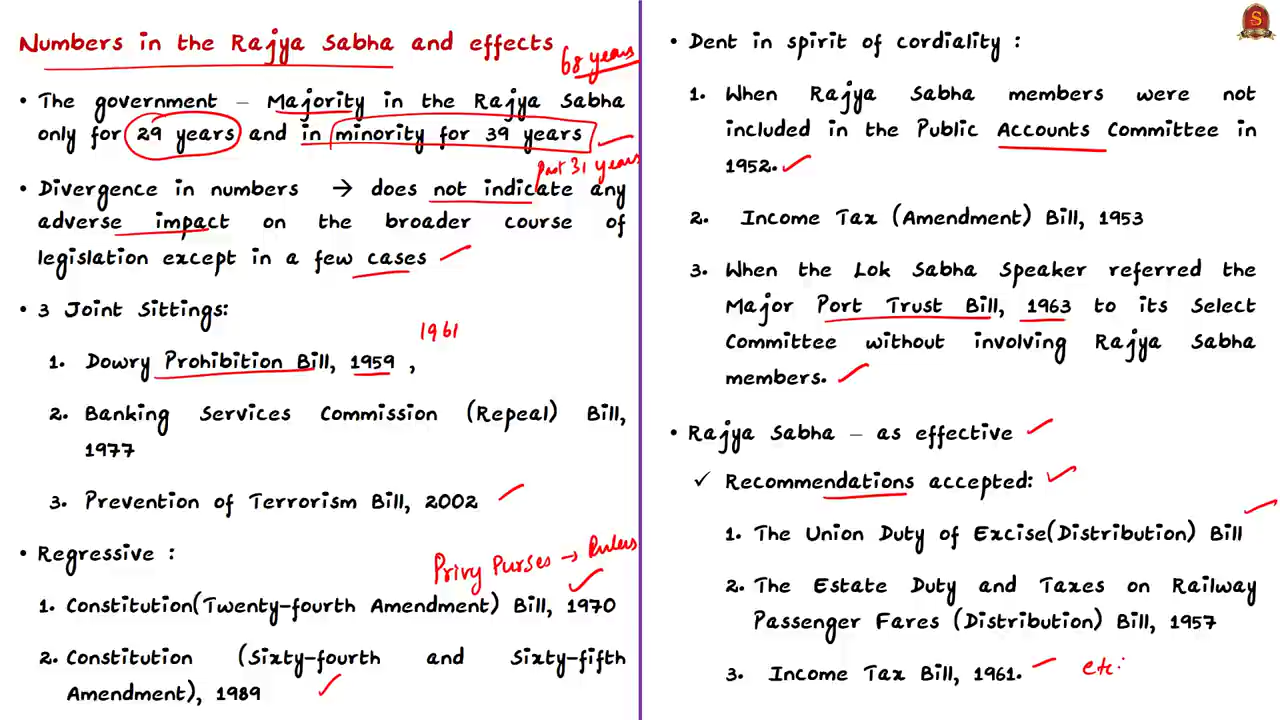 Numbers in the Rajya Sabha and effects
68 years
• The government – Majority in the Rajya Sabha
only for 29 years and in minority for 39 years
past 31 years
• Divergence in numbers → does not indicate any
adverse impact on the broader course of
legislation except in a few cases
• 3 Joint Sittings:
1961
1. Dowry Prohibition Bill, 1959 ,
2. Banking Services Commission (Repeal) Bill,
1977
3. Prevention of Terrorism Bill, 2002
• Regressive :
Privy Purses → Rulers
1. Constitution(Twenty-fourth Amendment) Bill, 1970
2. Constitution (Sixty-fourth and Sixty-fifth
Amendment), 1989
• Dent in spirit of cordiality :
1. When Rajya Sabha members were not
included in the Public Accounts Committee in
1952.
2. Income Tax (Amendment) Bill, 1953
3. When the Lok Sabha Speaker referred the
Major Port Trust Bill, 1963 to its Select
Committee without involving Rajya Sabha
members.
• Rajya Sabha – as effective
✓ Recommendations accepted:
1. The Union Duty of Excise(Distribution) Bill
2. The Estate Duty and Taxes on Railway
Passenger Fares (Distribution) Bill, 1957
3. Income Tax Bill, 1961.
etc:
S